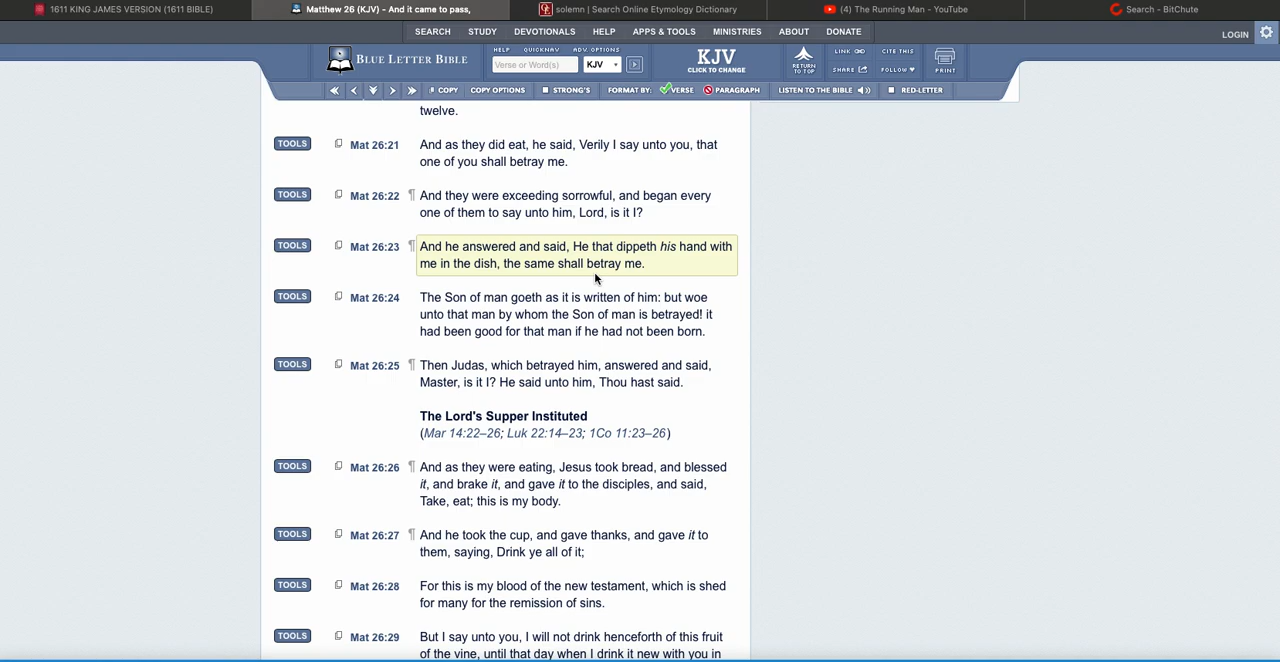 1611 KING JAMES VERSION (1611 BIBLE)
Matthew 26 (KJV) - And it came to pass,
solemn | Search Online Etymology Dictionary
(4) The Running Man - YouTube
Search - BitChute
SEARCH STUDY DEVOTIONALS HELP APPS & TOOLS MINISTRIES ABOUT DONATE
LOGIN
BLUE LETTER BIBLE
HELP QUICKNAV ADV. OPTIONS
Verse or Word(s) KJV
KJV
CLICK TO CHANGE
RETURN
TO TOP
LINK CITE THIS
SHARE FOLLOW
PRINT
COPY COPY OPTIONS STRONG'S FORMAT BY: VERSE PARAGRAPH LISTEN TO THE BIBLE RED-LETTER
twelve.
TOOLS Mat 26:21 And as they did eat, he said, Verily I say unto you, that
one of you shall betray me.
TOOLS Mat 26:22 ¶ And they were exceeding sorrowful, and began every
one of them to say unto him, Lord, is it I?
TOOLS Mat 26:23 ¶ And he answered and said, He that dippeth his hand with
me in the dish, the same shall betray me.
TOOLS Mat 26:24 The Son of man goeth as it is written of him: but woe
unto that man by whom the Son of man is betrayed! it
had been good for that man if he had not been born.
TOOLS Mat 26:25 ¶ Then Judas, which betrayed him, answered and said,
Master, is it I? He said unto him, Thou hast said.
The Lord's Supper Instituted
(Mar 14:22–26; Luk 22:14–23; 1Co 11:23–26)
TOOLS Mat 26:26 ¶ And as they were eating, Jesus took bread, and blessed
it, and brake it, and gave it to the disciples, and said,
Take, eat; this is my body.
TOOLS Mat 26:27 ¶ And he took the cup, and gave thanks, and gave it to
them, saying, Drink ye all of it;
TOOLS Mat 26:28 For this is my blood of the new testament, which is shed
for many for the remission of sins.
TOOLS Mat 26:29 But I say unto you, I will not drink henceforth of this fruit
of the vine, until that day when I drink it new with you in